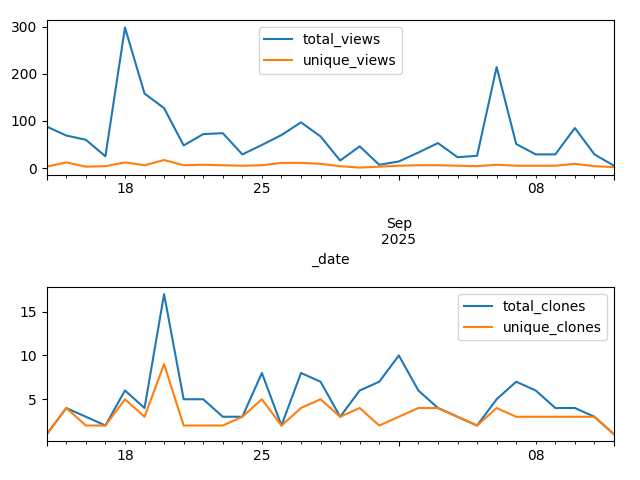 300
200
100
0
total_views
unique_views
18
25
08
Sep
2025
_date
15
10
5
total_clones
unique_clones
18
25
08